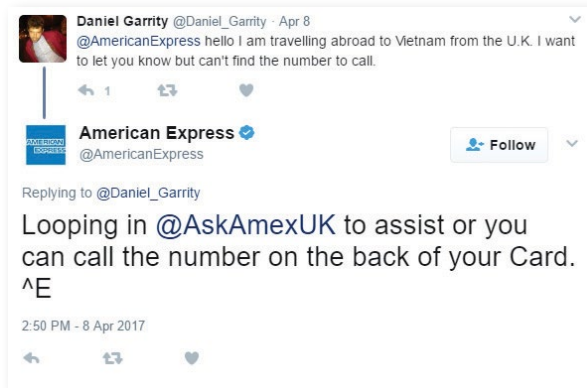 Daniel Garrity @Daniel_Garrity · Apr 8
@AmericanExpress hello I am travelling abroad to Vietnam from the U.K. I want
to let you know but can't find the number to call.
1
American Express
@AmericanExpress
AMERICAN
EXPRESS
Follow
Replying to @Daniel_Garrity
Looping in @AskAmexUK to assist or you
can call the number on the back of your Card.
^E
2:50 PM - 8 Apr 2017